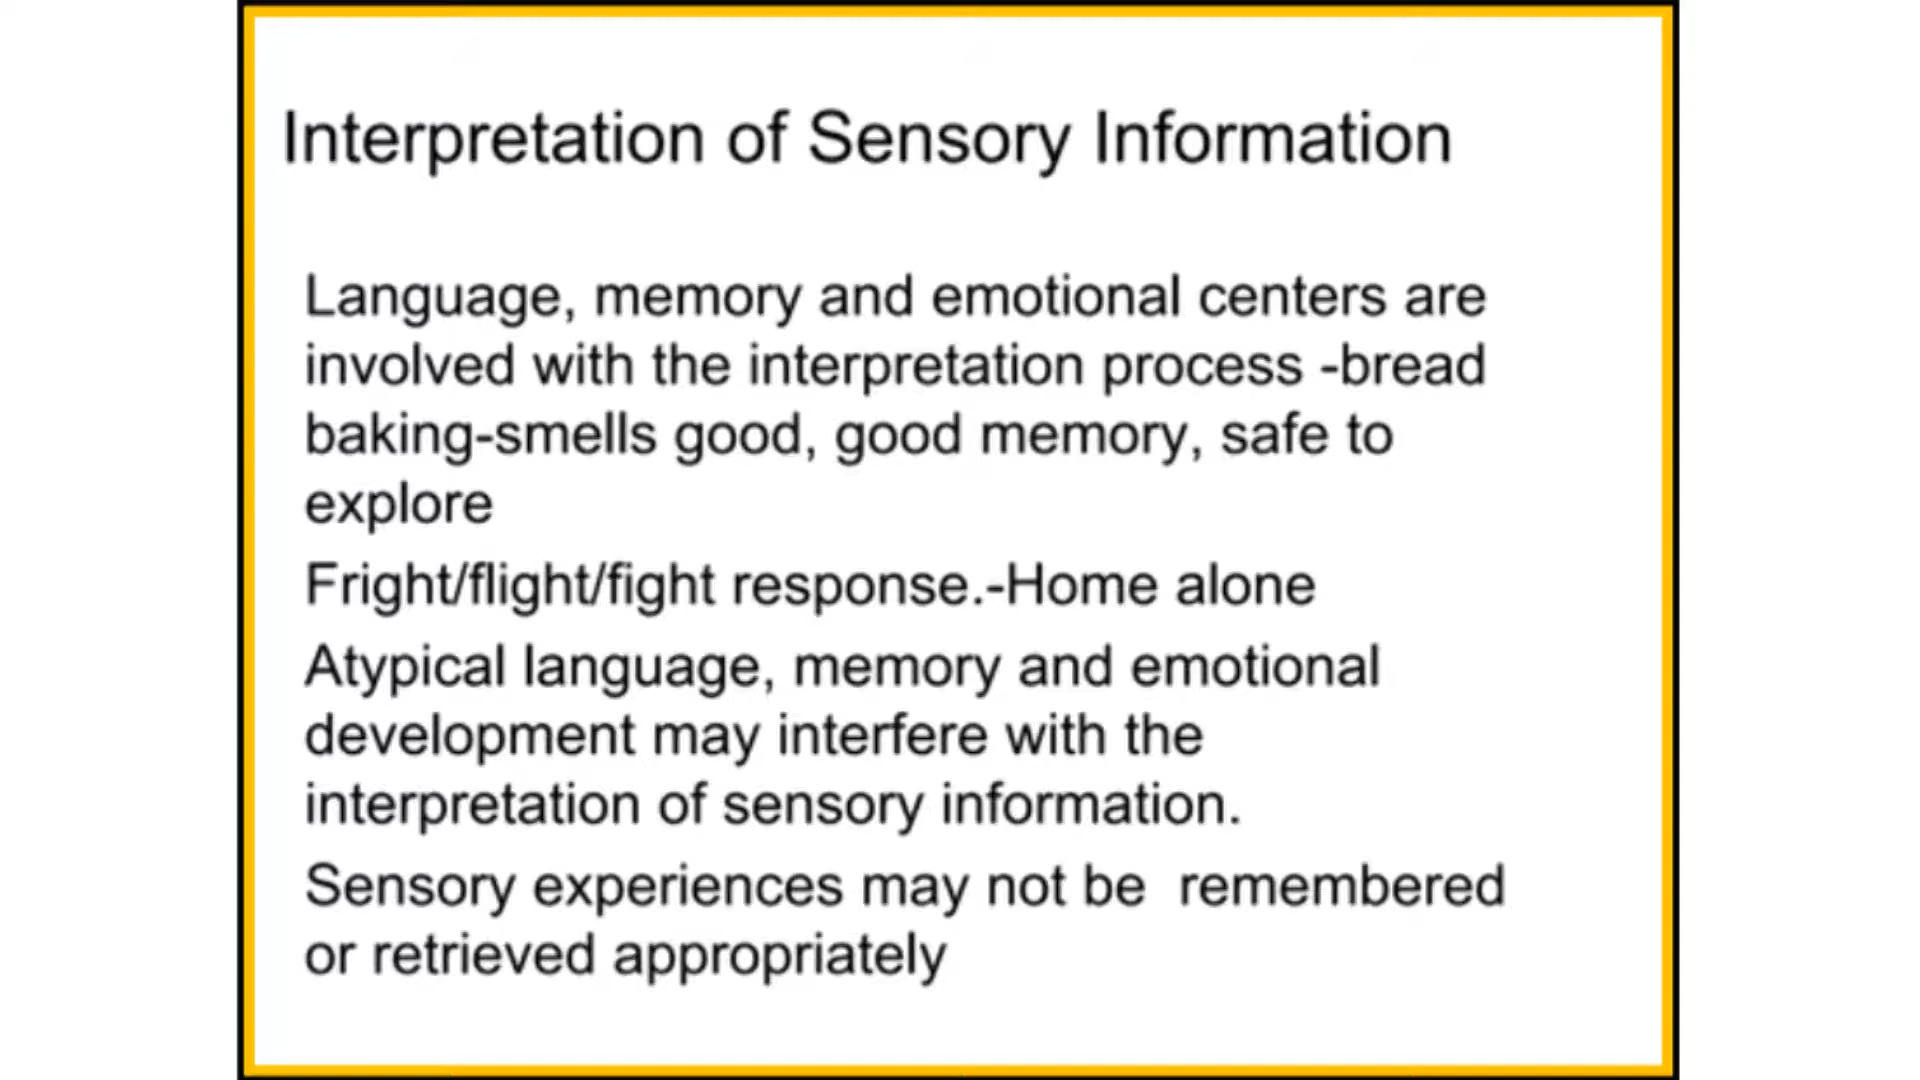 Interpretation of Sensory Information
Language, memory and emotional centers are
involved with the interpretation process -bread
baking-smells good, good memory, safe to
explore
Fright/flight/fight response.-Home alone
Atypical language, memory and emotional
development may interfere with the
interpretation of sensory information.
Sensory experiences may not be  remembered
or retrieved appropriately